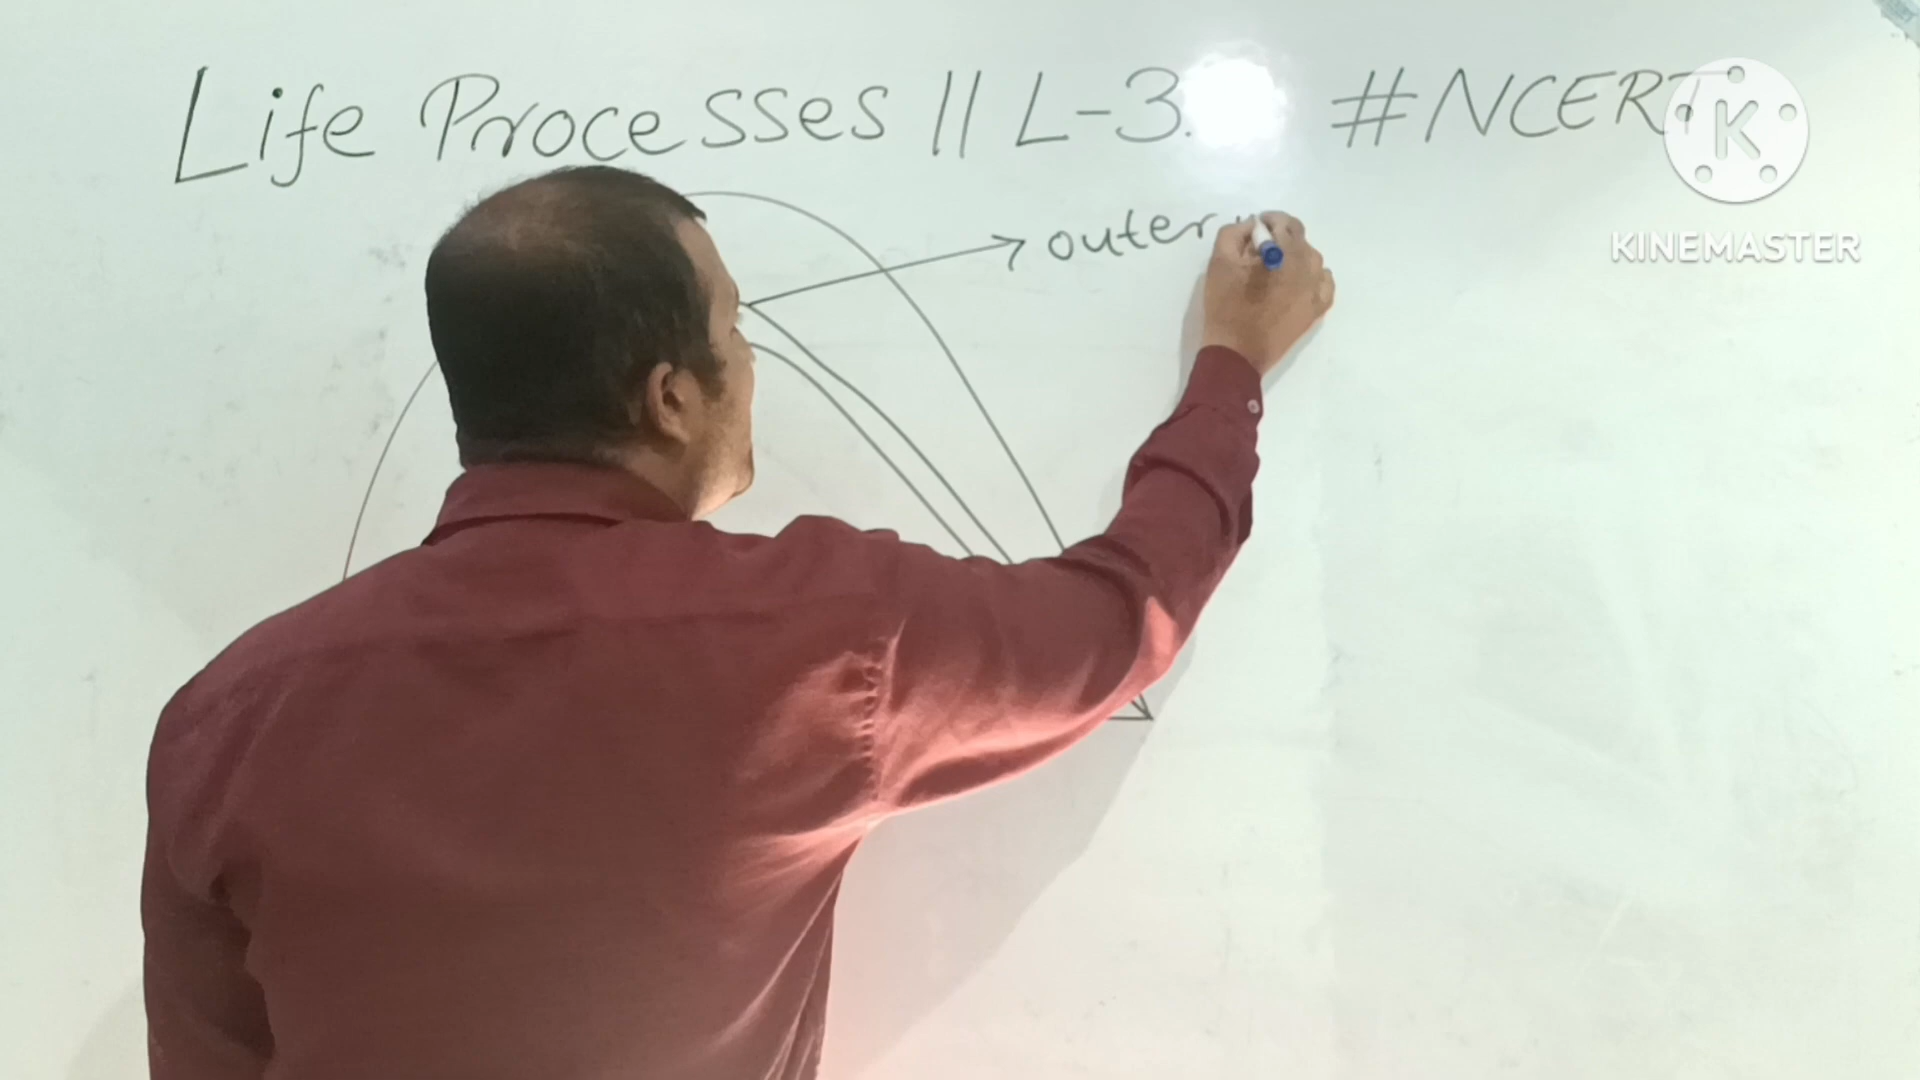 Life Processes || L-3. #NCERT
outer
K
KINEMASTER